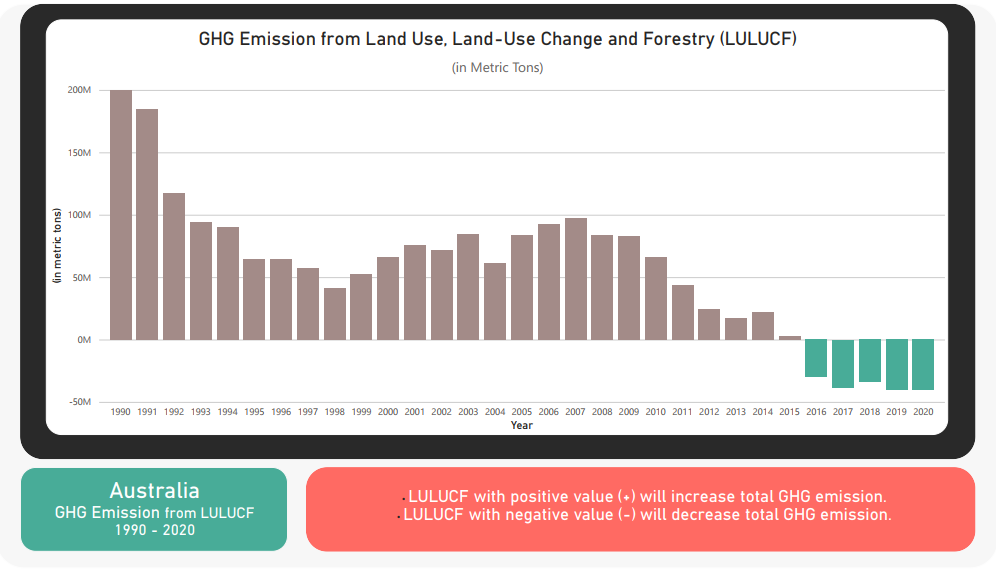 GHG Emission from Land Use, Land-Use Change and Forestry (LULUCF)
(in Metric Tons)
200M
150M
100M
50M
0M
-50M
(in metric tons)
1990 1991 1992 1993 1994 1995 1996 1997 1998 1999 2000 2001 2002 2003 2004 2005 2006 2007 2008 2009 2010 2011 2012 2013 2014 2015 2016 2017 2018 2019 2020
Year
Australia
GHG Emission from LULUCF
1990 - 2020
. LULUCF with positive value (+) will increase total GHG emission.
. LULUCF with negative value (-) will decrease total GHG emission.